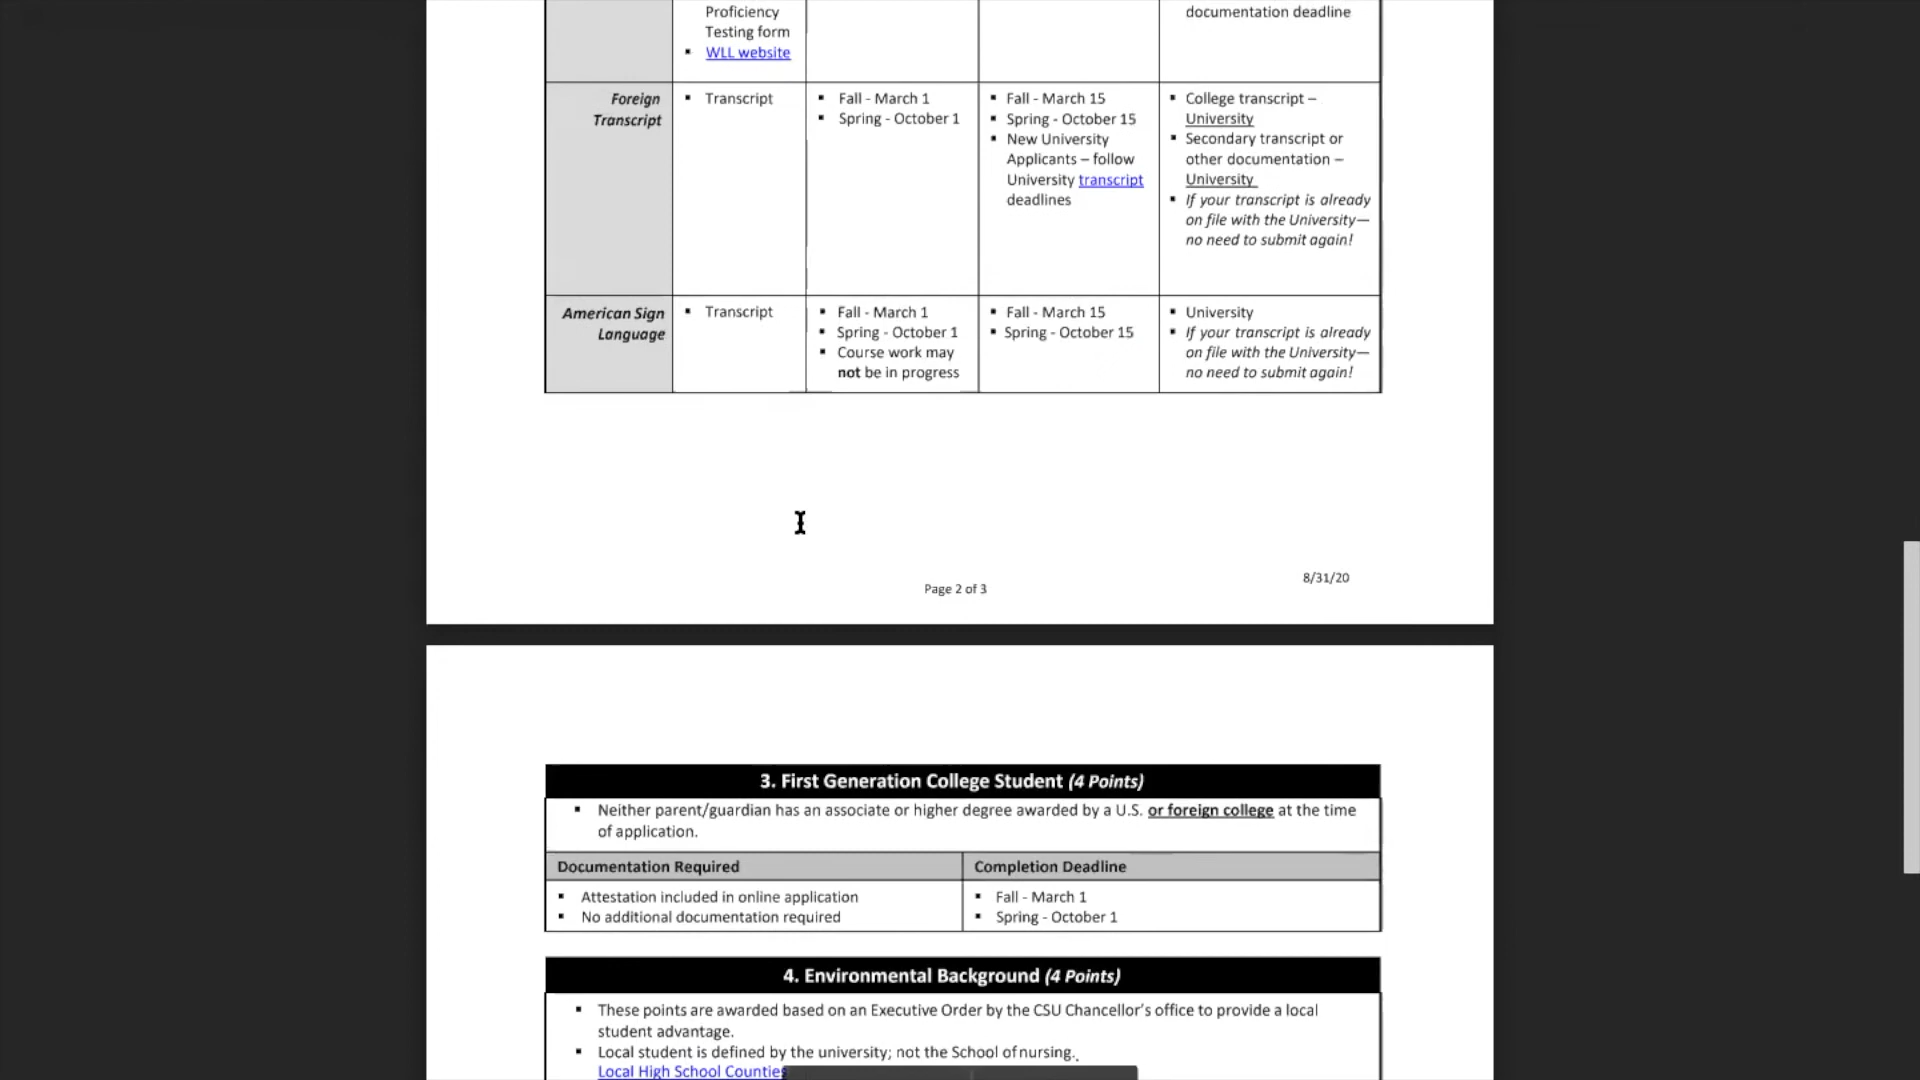 Proficiency
Testing form
▪ WLL website
documentation deadline
Foreign
Transcript
▪ Transcript
▪ Fall - March 1
▪ Spring - October 1
▪ Fall - March 15
▪ Spring - October 15
▪ New University
Applicants – follow
University transcript
deadlines
▪ College transcript –
University
▪ Secondary transcript or
other documentation –
University
▪ If your transcript is already
on file with the University—
no need to submit again!
American Sign
Language
▪ Transcript
▪ Fall - March 1
▪ Spring - October 1
▪ Course work may
not be in progress
▪ Fall - March 15
▪ Spring - October 15
▪ University
▪ If your transcript is already
on file with the University—
no need to submit again!
8/31/20
Page 2 of 3
3. First Generation College Student (4 Points)
▪ Neither parent/guardian has an associate or higher degree awarded by a U.S. or foreign college at the time
of application.
Documentation Required
Completion Deadline
▪ Attestation included in online application
▪ No additional documentation required
▪ Fall - March 1
▪ Spring - October 1
4. Environmental Background (4 Points)
▪ These points are awarded based on an Executive Order by the CSU Chancellor's office to provide a local
student advantage.
▪ Local student is defined by the university; not the School of nursing.
Local High School Counties